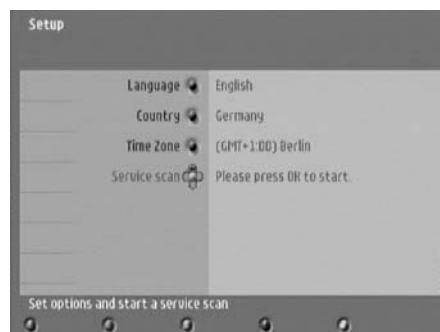 Setup
Language English
Country Germany
Time Zone (GMT+1:00) Berlin
Service scan Please press OK to start.
Set options and start a service scan